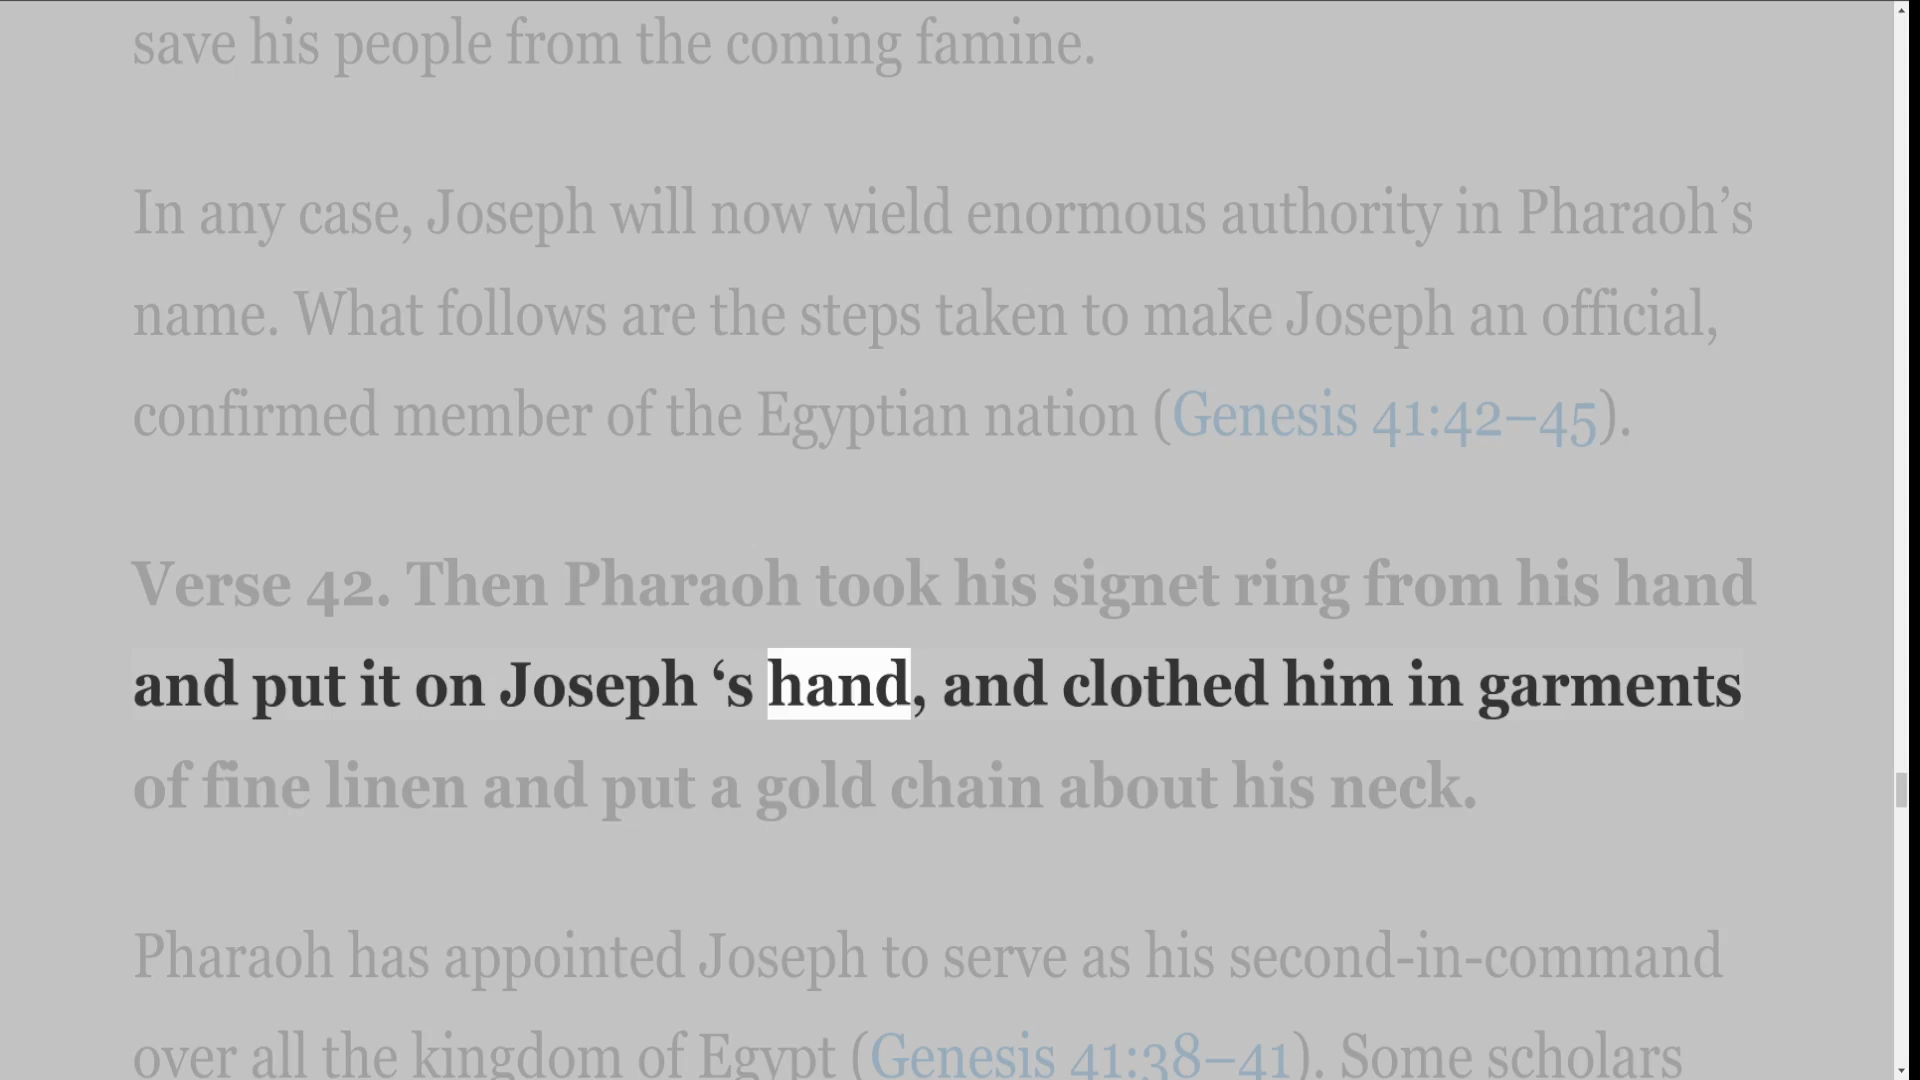 save his people from the coming famine.
In any case, Joseph will now wield enormous authority in Pharaoh’s
name. What follows are the steps taken to make Joseph an official,
confirmed member of the Egyptian nation (Genesis 41:42–45).
Verse 42. Then Pharaoh took his signet ring from his hand
and put it on Joseph ‘s hand, and clothed him in garments
of fine linen and put a gold chain about his neck.
Pharaoh has appointed Joseph to serve as his second-in-command
over all the kingdom of Egypt (Genesis 41:38–41). Some scholars